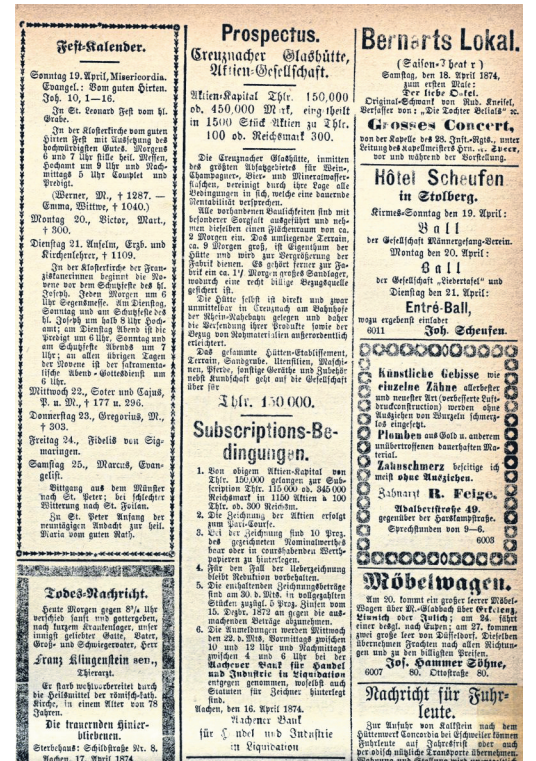 Fest-Kalender.
Sonntag 19. April, Misericordia.
Evangel.: Vom guten Hirten.
Joh. 10, 1—16.
In St. Leonard Fest vom hl.
Grabe.
In der Klosterkirche vom guten
Hirten Fest mit Aussetzung des
hochwürdigsten Gutes. Morgens
6 und 7 Uhr stille heil. Messen,
Hochamt um 9 Uhr und Nach-
mittags 5 Uhr Complet und
Predigt.
(Werner, M., † 1287. —
Emma, Wittwe, † 1040.)
Montag 20., Victor, Mart.,
† 300.
Dienstag 21. Anselm, Erzb. und
Kirchenlehrer, † 1109.
In der Klosterkirche der Fran-
ziskanerinnen beginnt die No-
vene vor dem Schutzfeste des hl.
Joseph. Jeden Morgen um 6
Uhr Segensmesse. Am Dienstag,
Sonntag und am Schutzfeste des
hl. Joseph um halb 8 Uhr Hoch-
amt; am Dienstag Abend ist die
Predigt um 6 Uhr, Sonntag und
am Schutzfeste Abend um 7
Uhr; an allen übrigen Tagen
der Novene ist der sakramenta-
lische Abend-Gottesdienst um
6 Uhr.
Mittwoch 22., Soter und Cajus,
P. u. M., † 177 u. 296.
Donnerstag 23., Gregorius, M.,
† 303.
Freitag 24., Fidelis von Sig-
maringen.
Samstag 25., Marcus, Evan-
gelist.
Bittgang aus dem Münster
nach St. Peter; bei schlechter
Witterung nach St. Foilan.
Zu St. Peter Anfang der
neuntägigen Andacht zur heil.
Maria vom guten Rath.
Todes-Nachricht.
Heute Morgen gegen 8¼ Uhr
verschied sanft und gottergeben,
nach kurzem Krankenlager, unser
innigst geliebter Gatte, Vater,
Groß- und Schwiegervater, Herr
Franz Klingenstein sen.,
Thierarzt.
Er starb wohlvorbereitet durch
die Heilsmittel der römisch-kath.
Kirche, in einem Alter von 78
Jahren.
Die trauernden Hinter-
bliebenen.
Sterbehaus: Schildstraße Nr. 8.
Aachen, 17. April 1874.
Prospectus.
Creuznacher Glashütte,
Aktien-Gesellschaft.
Aktien-Kapital Thlr. 150,000
od. 450,000 Mark, eingetheilt
in 1500 Stück Aktien zu Thlr.
100 od. Reichsmark 300.
Die Creuznacher Glashütte, inmitten
des größten Absatzgebietes für Wein-,
Champagner-, Bier- und Mineralwasser-
flaschen, vereinigt durch ihre Lage alle
Bedingungen in sich, welche eine dauernde
Rentabilität versprechen.
Alle vorhandenen Baulichkeiten sind mit
besonderer Sorgfalt ausgeführt und neh-
men dieselben einen Flächenraum von ca.
2 Morgen ein. Das umliegende Terrain,
ca. 9 Morgen groß, ist Eigenthum der
Hütte und wird zur Vergrößerung der
Fabrik dienen. Es gehört ferner zur Fa-
brik ein ca. Morgen großes Sandlager,
wodurch eine recht billige Bezugsquelle
gesichert ist.
Die Hütte selbst ist direkt und zwar
unmittelbar in Creuznach am Bahnhofe
der Rhein-Nahebahn gelegen und daher
die Versendung ihrer Produkte sowie der
Bezug von Rohmaterialien außerordentlich
erleichtert.
Das gesammte Hütten-Etablissement,
Terrain, Sandgrube, Utensilien, Maschi-
nen, Pferde, sonstige Geräthe und Zubehör
nebst Kundschaft geht auf die Gesellschaft
über für
Thlr. 150 000.
Subscriptions-Be-
dingungen.
1. Von obigem Aktien-Kapital von
Thlr. 150,000 gelangen zur Sub-
scription Thlr. 115 000 od. 345 000
Reichsmark in 1150 Aktien à 100
Thlr. od. 300 Reichsm.
2. Die Zeichnung der Aktien erfolgt
zum Pari-Course.
3. Bei der Zeichnung sind 10 Proz.
des gezeichneten Nominalwerthes
baar oder in courshabenden Werth-
papieren zu hinterlegen.
4. Für den Fall der Ueberzeichnung
bleibt Reduktion vorbehalten.
5. Die enthaltenen Zeichnungsbeträge
sind am 30. d. Mts. in vollgezahlten
Stücken zuzügl. 5 Proz. Zinsen vom
15. Dezbr. 1872 an gegen die aus-
machenden Beträge abzunehmen.
6. Die Anmeldungen werden Mittwoch
den 22. d. Mts. Vormittags zwischen
10 und 12 Uhr und Nachmittags
zwischen 4 und 6 Uhr bei der
Aachener Bank für Handel
und Industrie in Liquidation
entgegen genommen, woselbst auch
Statuten für Zeichner hinterlegt
sind.
Aachen, den 16. April 1874.
Aachener Bank
für Handel und Industrie
in Liquidation
Bernarts Lokal.
(Saison-Theater)
Samstag, den 18. April 1874,
zum ersten Male:
Der liebe Onkel.
Original-Schwank von Rud. Kneisel,
Verfasser von: „Die Tochter Belials" ꝛc.
Grosses Concert,
von der Kapelle des 28. Inft.-Rgts., unter
Leitung des Kapellmeisters Hrn.
vor und während der Vorstellung.
Hôtel Scheufen
in Stolberg.
Kirmes-Sonntag den 19. April:
Ball
der Gesellschaft Männergesang-Verein.
Montag den 20. April:
Ball
der Gesellschaft „Liedertafel" und
Dienstag den 21. April:
Entré-Ball,
wozu ergebenst einladet
6011 Joh. Scheufen.
Künstliche Gebisse wie
einzelne Zähne allerbester
und neuester Art (verbesserte Luft-
druckconstruction) werden ohne
Ausziehen von Wurzeln schmerz-
los eingesetzt.
Plomben aus Gold u. anderem
unübertroffenen dauerhaften Ma-
terial.
Zahnschmerz beseitige ich
meist ohne Ausziehen.
Zahnarzt R. Feige.
Adalbertstraße 49.
gegenüber der Harskampstraße.
Sprechstunden von 9—6.
6003
Möbelwagen.
Am 20. kommt ein großer leerer Möbel-
Wagen über M.-Gladbach über Erkelenz,
Linnich oder Jülich; am 24. fährt
einer belad. nach Eupen; am 27. kommen
zwei große leer von Düsseldorf. Dieselben
übernehmen Frachten nach allen Richtun-
gen und zu den billigsten Preisen.
Jos. Hammer Söhne,
6007 80. Ottostraße 80.
Nachricht für Fuhr-
leute.
Zur Anfuhr von Kalkstein nach dem
Hüttenwerk Concordia bei Eschweiler können
Fuhrleute auf Jahresfrist oder auch
periodisch nützliche Transporte übernehmen.